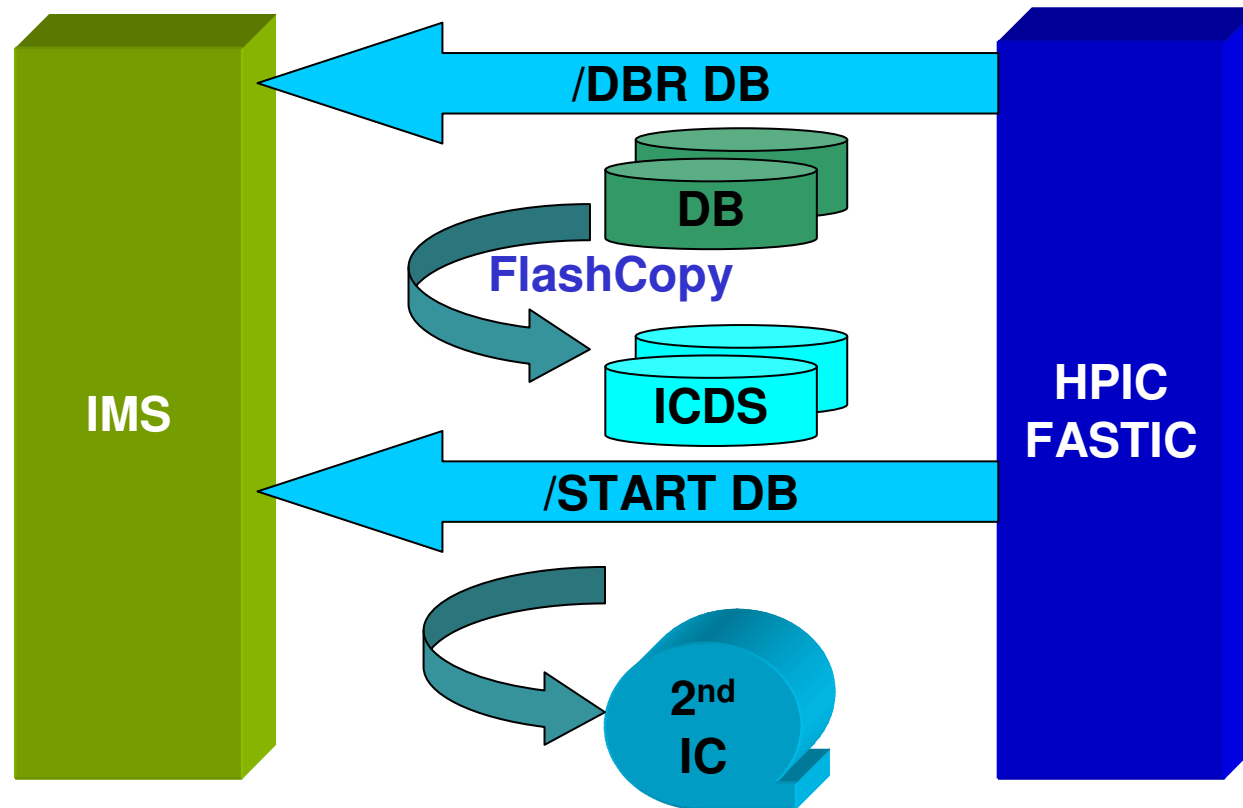 /DBR DB
DB
FlashCopy
ICDS
IMS
HPIC
FASTIC
/START DB
2nd
IC